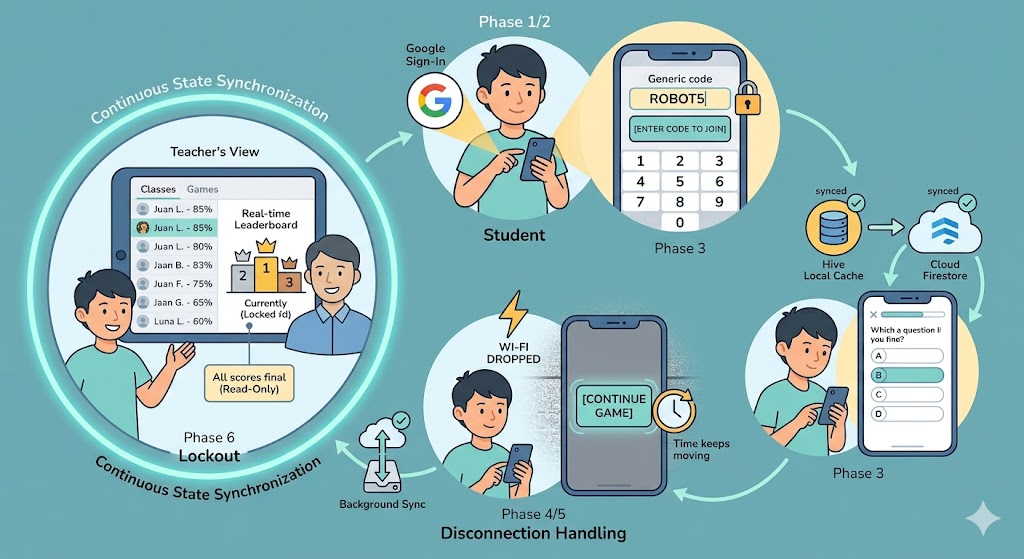 Phase 1/2
Google
Sign-In
G
Student
Generic code
ROBOT5
[ENTER CODE TO JOIN]
1 2 3
4 5 6
7 8 9
0
Phase 3
synced
Hive
Local Cache
synced
Cloud
Firestore
Which a question
you find?
A
B
C
D
Phase 3
WI-FI
DROPPED
[CONTINUE
GAME]
Time keeps
moving
Phase 4/5
Disconnection Handling
Background Sync
Continuous State Synchronization
Teacher's View
Classes Games
Juan L. - 85%
Juan L. - 85%
Juan L. - 80%
Jaan B. - 83%
Juan F. - 75%
Jaan G. - 65%
Luna L. - 60%
Real-time
Leaderboard
2 1 3
Currently
(Locked
All scores final
(Read-Only)
Phase 6
Lockout
Continuous State Synchronization